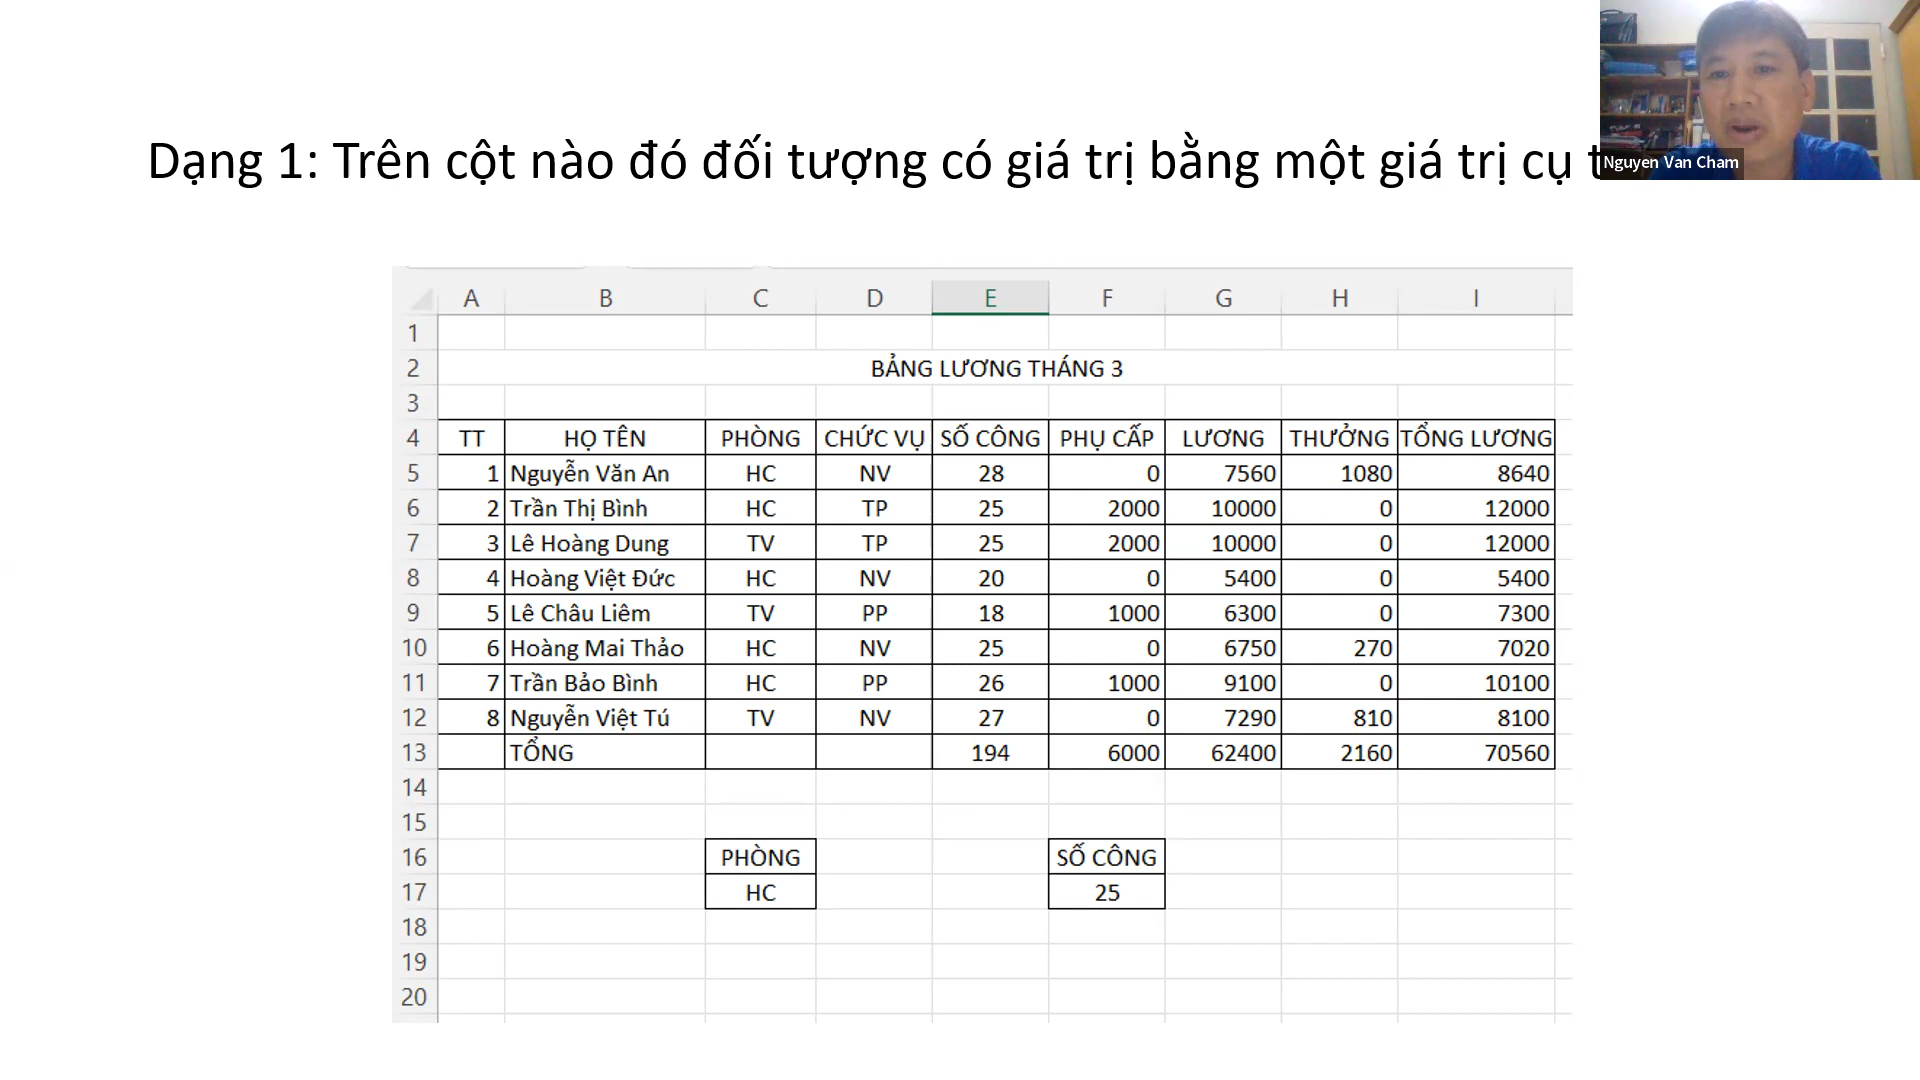 Dạng 1: Trên cột nào đó đối tượng có giá trị bằng một giá trị cụ
Nguyen Van Cham
A B C D E F G H I
1
2 BẢNG LƯƠNG THÁNG 3
3
4 TT HỌ TÊN PHÒNG CHỨC VỤ SỐ CÔNG PHỤ CẤP LƯƠNG THƯỞNG TỔNG LƯƠNG
5 1 Nguyễn Văn An HC NV 28 0 7560 1080 8640
6 2 Trần Thị Bình HC TP 25 2000 10000 0 12000
7 3 Lê Hoàng Dung TV TP 25 2000 10000 0 12000
8 4 Hoàng Việt Đức HC NV 20 0 5400 0 5400
9 5 Lê Châu Liêm TV PP 18 1000 6300 0 7300
10 6 Hoàng Mai Thảo HC NV 25 0 6750 270 7020
11 7 Trần Bảo Bình HC PP 26 1000 9100 0 10100
12 8 Nguyễn Việt Tú TV NV 27 0 7290 810 8100
13 TỔNG 194 6000 62400 2160 70560
14
15
16 PHÒNG SỐ CÔNG
17 HC 25
18
19
20